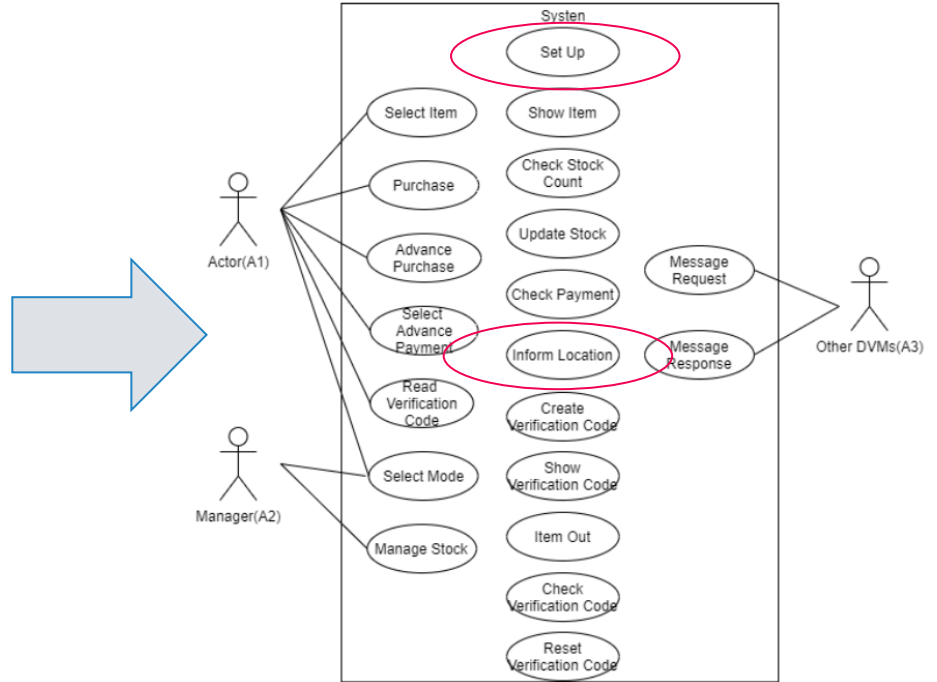 Systen
Set Up
Select Item
Show Item
Check Stock
Count
Purchase
Actor(A1)
Update Stock
Advance
Purchase
Message
Request
Check Payment
Select
Advance
Payment
Inform Location
Message
Response
Other DVMs(A3)
Read
Verification
Code
Create
Verification Code
Select Mode
Show
Verification Code
Manager(A2)
Manage Stock
Item Out
Check
Verification Code
Reset
Verification Code